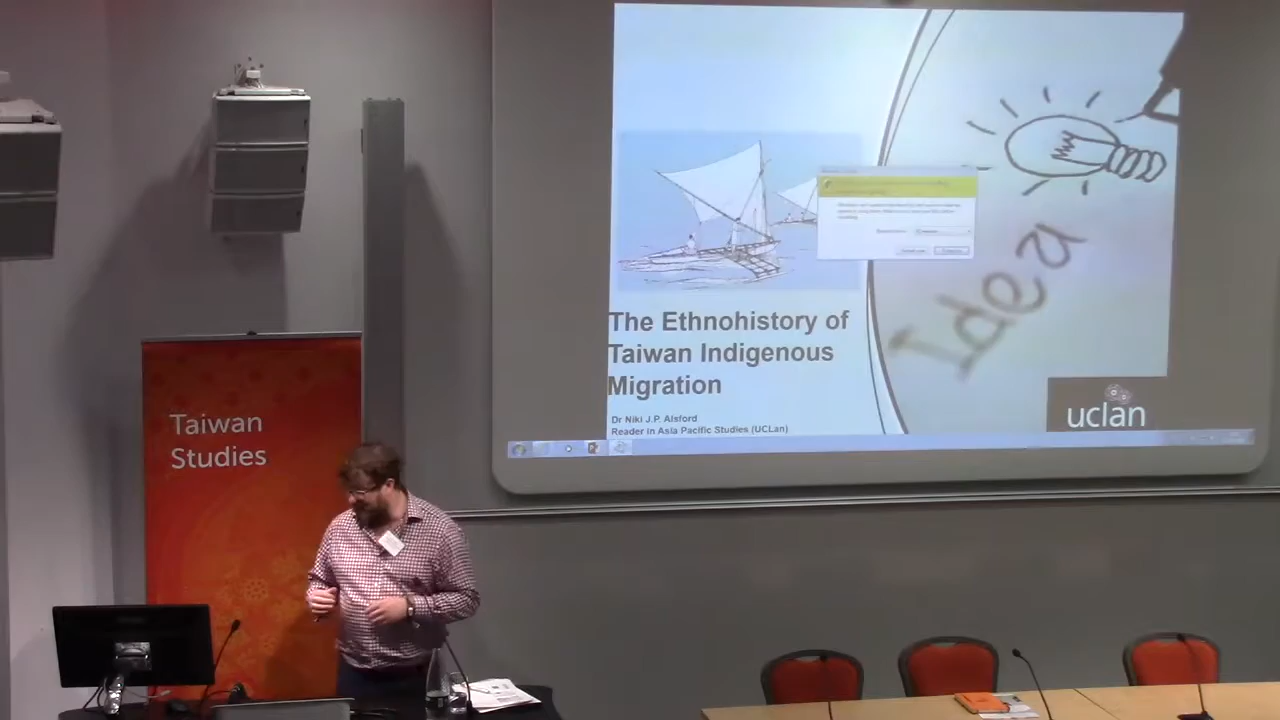 Taiwan
Studies
The Ethnohistory of
Taiwan Indigenous
Migration
Dr Niki J.P. Alsford
Reader in Asia Pacific Studies (UCLan)
Idea
uclan